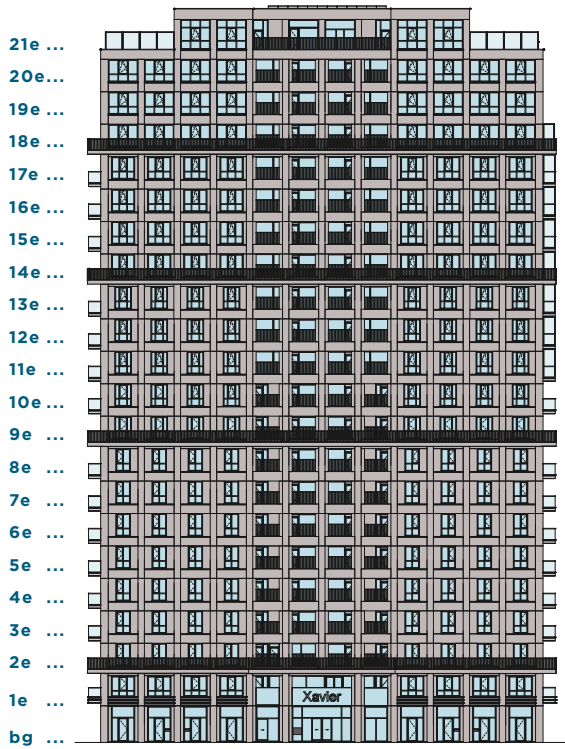 21e ...
20e...
19e ...
18e ...
17e ...
16e ...
15e ...
14e ...
13e ...
12e ...
11e ...
10e ...
9e ...
8e ...
7e ...
6e ...
5e ...
4e ...
3e ...
2e ...
Xavier
1e ...
bg ...